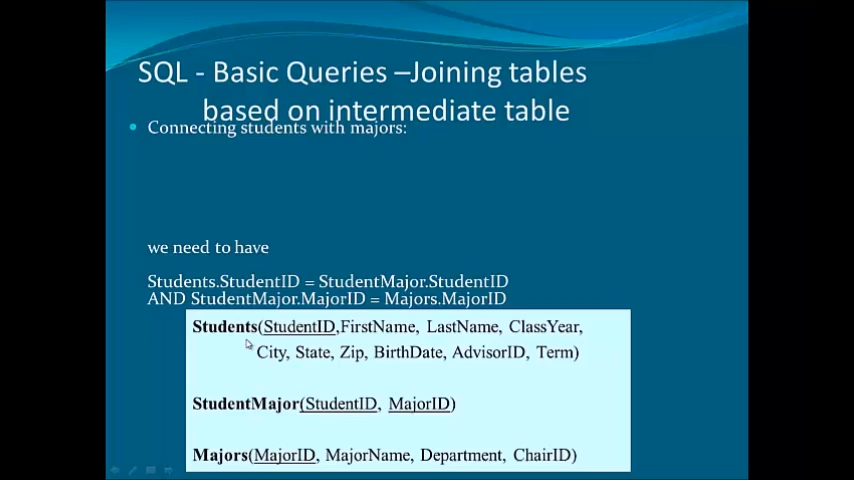 SQL - Basic Queries –Joining tables
based on intermediate table
• Connecting students with majors:
we need to have
Students.StudentID = StudentMajor.StudentID
AND StudentMajor.MajorID = Majors.MajorID
Students(StudentID,FirstName, LastName, ClassYear,
City, State, Zip, BirthDate, AdvisorID, Term)
StudentMajor(StudentID, MajorID)
Majors(MajorID, MajorName, Department, ChairID)